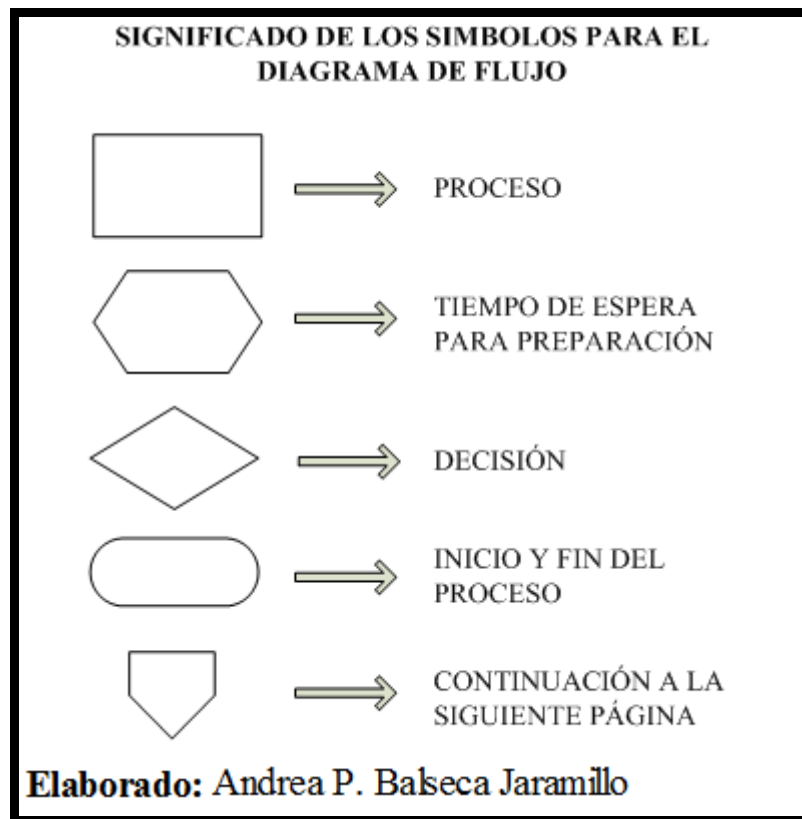 SIGNIFICADO DE LOS SIMBOLOS PARA EL
DIAGRAMA DE FLUJO
PROCESO
TIEMPO DE ESPERA
PARA PREPARACIÓN
DECISIÓN
INICIO Y FIN DEL
PROCESO
CONTINUACIÓN A LA
SIGUIENTE PÁGINA
Elaborado: Andrea P. Balseca Jaramillo